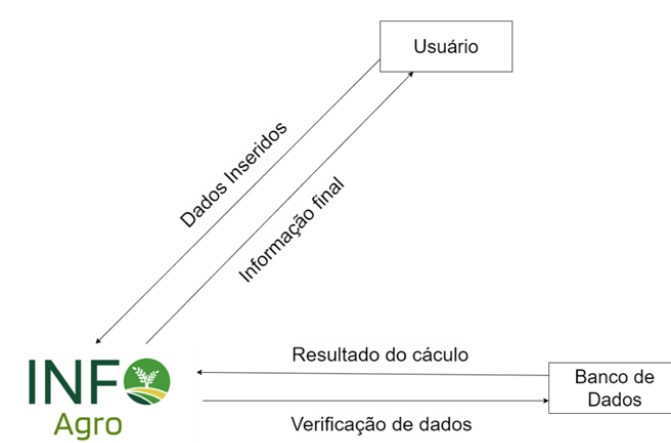 Usuário
Dados Inseridos
Informação final
Resultado do cáculo
INFO
Agro
Banco de
Dados
Verificação de dados